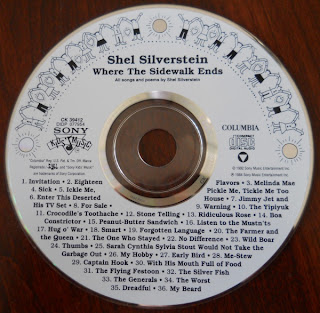 Shel Silverstein
Where The Sidewalk Ends
All songs and poems by Shel Silverstein
CK 39412
DIDP 077664
SONY
KIDS' MUSIC
COLUMBIA
COMPACT disc DIGITAL AUDIO
1. Invitation • 2. Eighteen Flavors • 3. Melinda Mae
4. Sick • 5. Ickle Me, Pickle Me, Tickle Me Too
6. Enter This Deserted House • 7. Jimmy Jet and
His TV Set • 8. For Sale • 9. Warning • 10. The Yipiyuk
11. Crocodile's Toothache • 12. Stone Telling • 13. Ridiculous Rose • 14. Boa
Constrictor • 15. Peanut-Butter Sandwich • 16. Listen to the Mustn'ts
17. Hug o' War • 18. Smart • 19. Forgotten Language • 20. The Farmer and
the Queen • 21. The One Who Stayed • 22. No Difference • 23. Wild Boar
24. Thumbs • 25. Sarah Cynthia Sylvia Stout Would Not Take the
Garbage Out • 26. My Hobby • 27. Early Bird • 28. Me-Stew
29. Captain Hook • 30. With His Mouth Full of Food
31. The Flying Festoon • 32. The Silver Fish
33. The Generals • 34. The Worst
35. Dreadful • 36. My Beard